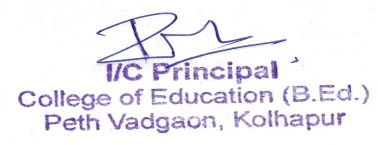 I/C Principal
College of Education (B.Ed.)
Peth Vadgaon, Kolhapur